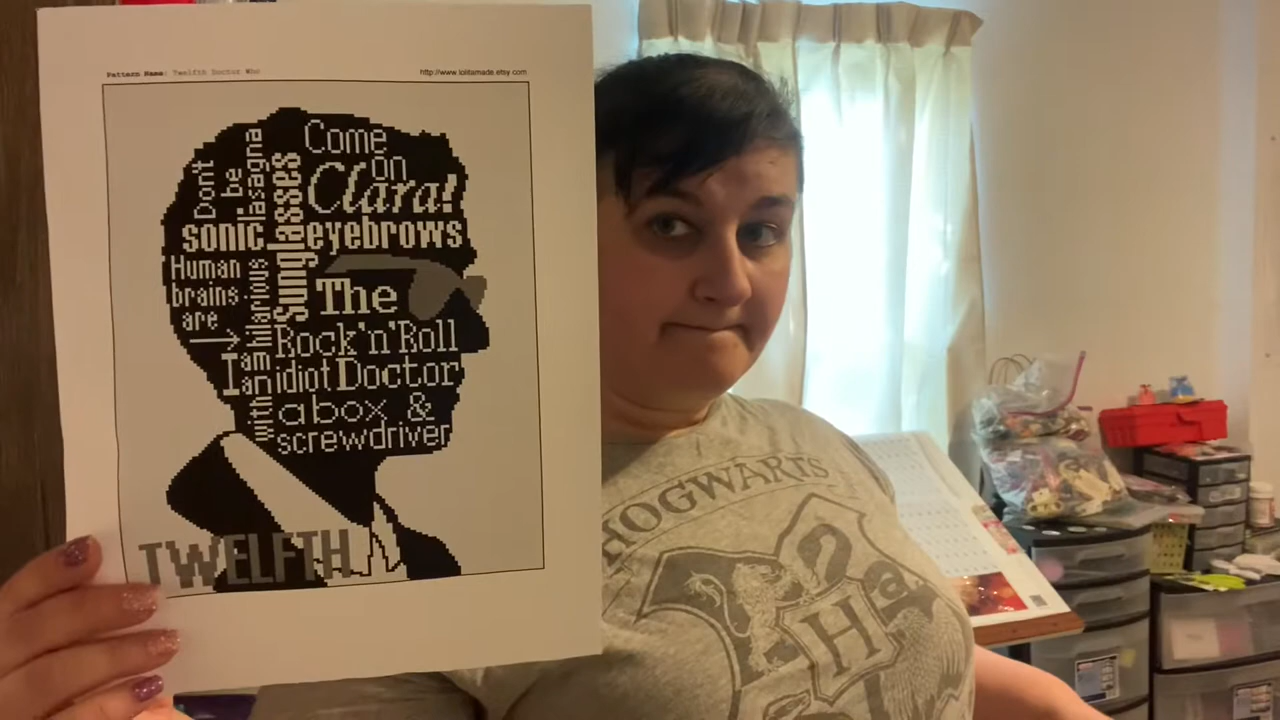 Pattern Name: Twelfth Doctor Who
http://www.lolitamade.etsy.com
Come
on
Clara!
Don't
be
lasagna
sonic
Sunglasses
eyebrows
Human
brains
are
hilarious
The
Rock'n'Roll
I am
an idiot Doctor
with
a box &
screwdriver
TWELFTH
HOGWARTS
H